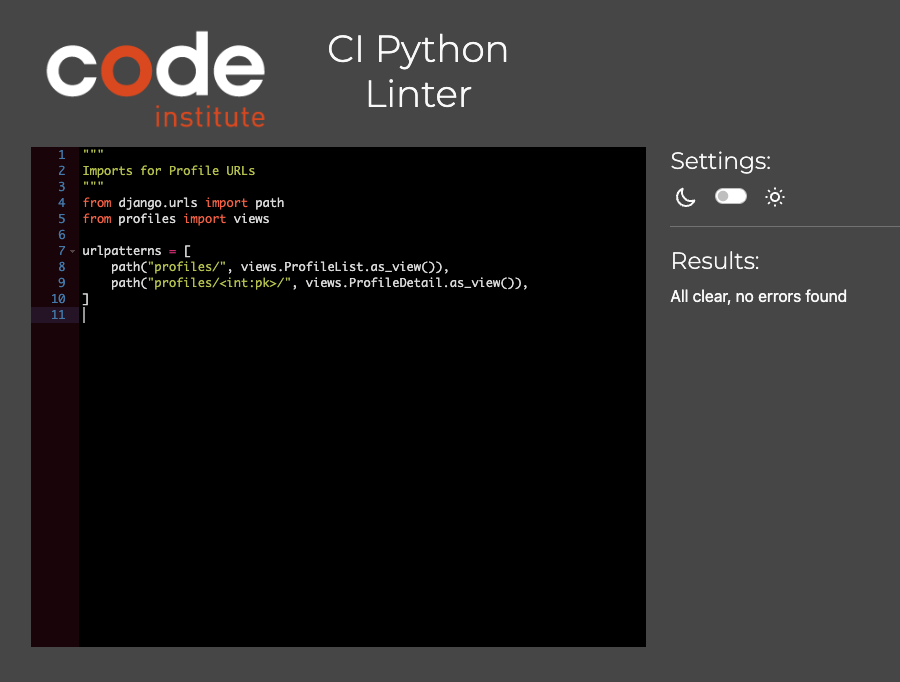 code
institute
CI Python
Linter
1 """
2 Imports for Profile URLs
3 """
4 from django.urls import path
5 from profiles import views
6
7 urlpatterns = [
8     path("profiles/", views.ProfileList.as_view()),
9     path("profiles/<int:pk>/", views.ProfileDetail.as_view()),
10 ]
11
Settings:
Results:
All clear, no errors found